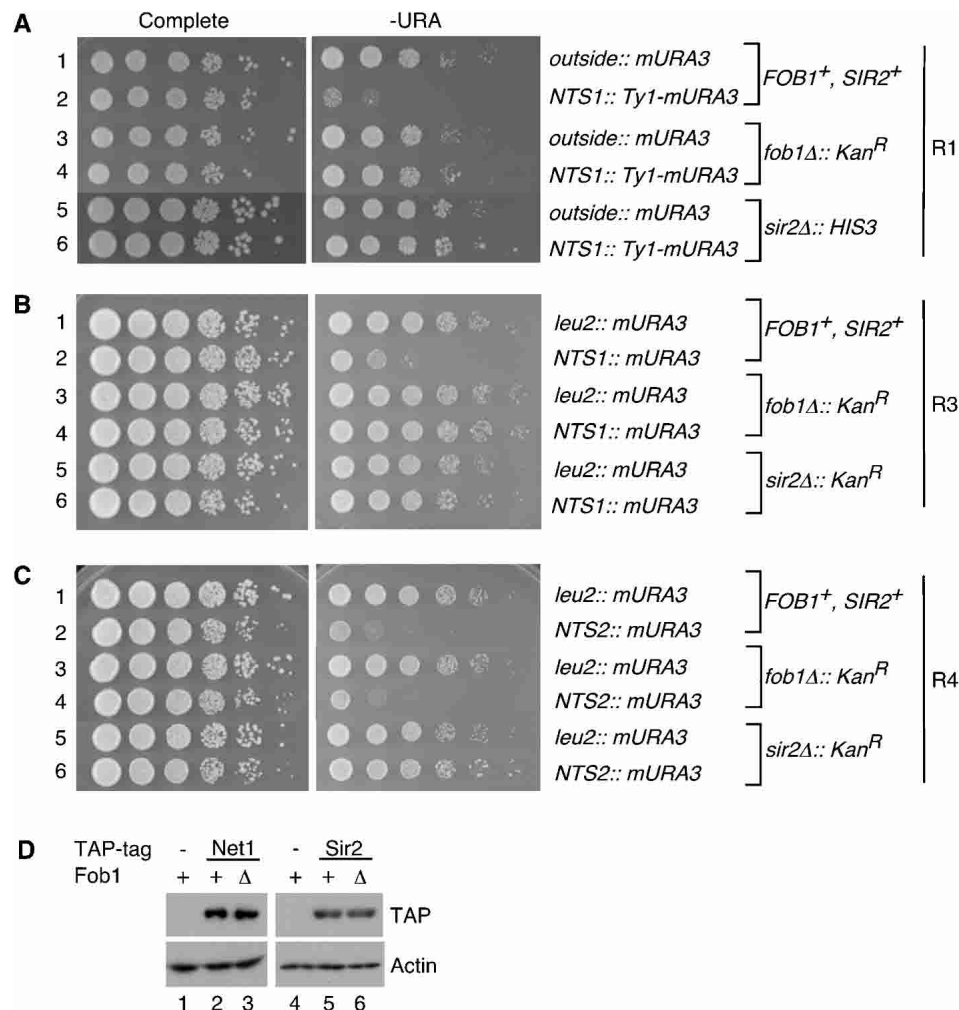 A Complete -URA
1 outside:: mURA3
2 NTS1:: Ty1-mURA3
FOB1+, SIR2+
3 outside:: mURA3
4 NTS1:: Ty1-mURA3
fob1Δ:: KanR
5 outside:: mURA3
6 NTS1:: Ty1-mURA3
sir2Δ:: HIS3
R1
B
1 leu2:: mURA3
2 NTS1:: mURA3
FOB1+, SIR2+
3 leu2:: mURA3
4 NTS1:: mURA3
fob1Δ:: KanR
5 leu2:: mURA3
6 NTS1:: mURA3
sir2Δ:: KanR
R3
C
1 leu2:: mURA3
2 NTS2:: mURA3
FOB1+, SIR2+
3 leu2:: mURA3
4 NTS2:: mURA3
fob1Δ:: KanR
5 leu2:: mURA3
6 NTS2:: mURA3
sir2Δ:: KanR
R4
D TAP-tag - Net1 - Sir2
Fob1 + + Δ + + Δ
TAP
Actin
1 2 3 4 5 6